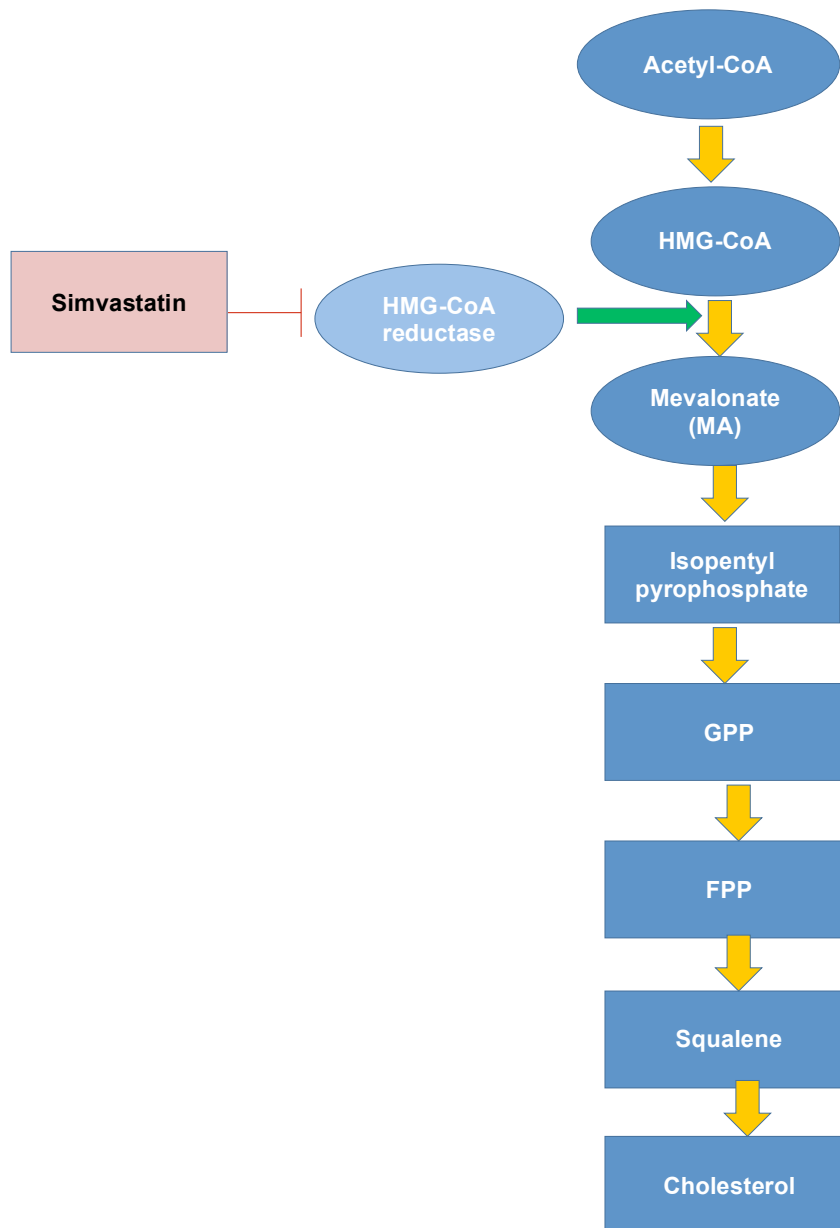 Acetyl-CoA
HMG-CoA
Simvastatin
HMG-CoA
reductase
Mevalonate
(MA)
Isopentyl
pyrophosphate
GPP
FPP
Squalene
Cholesterol